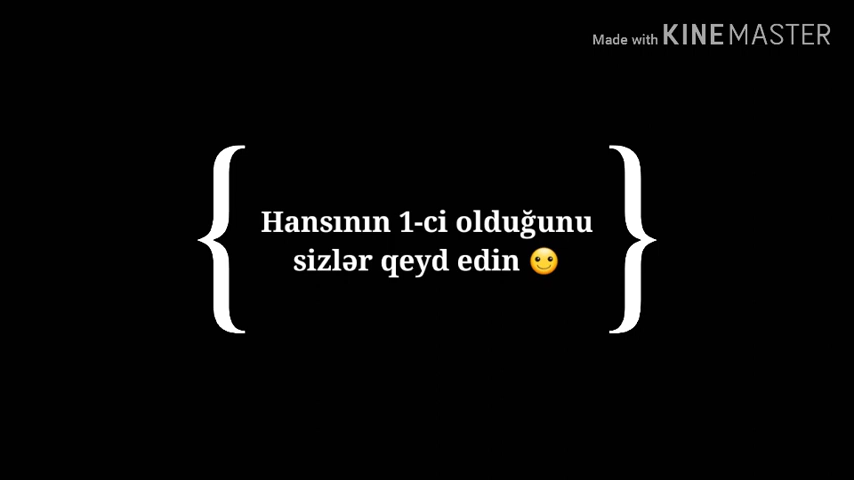 Made with KINEMASTER
Hansının 1-ci olduğunu
sizlər qeyd edin 🙂